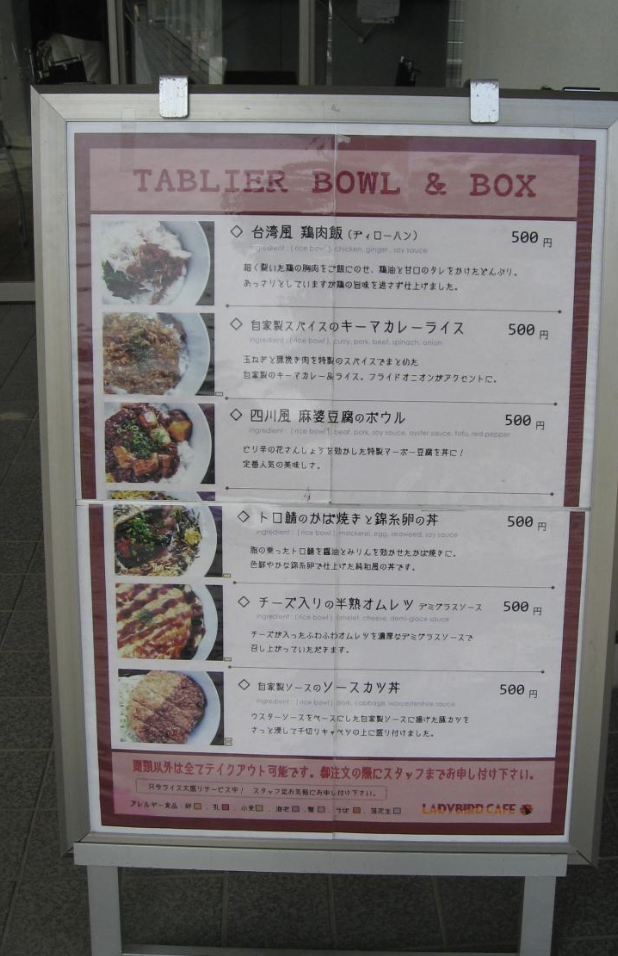 TABLIER BOWL & BOX
◇ 台湾風 鶏肉飯 (ヂィローハン) 500 円
ingredient : ( rice bowl ), chicken, ginger, soy sauce
細く裂いた鶏の胸肉をご飯にのせ、鶏油と甘口のタレをかけたどんぶり。
あっさりとしていますが鶏の旨味を逃さず仕上げました。
◇ 自家製スパイスのキーマカレーライス 500 円
ingredient : ( rice bowl ), curry, pork, beef, spinach, onion
玉ねぎと豚挽き肉を特製のスパイスでまとめた
自家製のキーマカレー&ライス。フライドオニオンがアクセントに。
◇ 四川風 麻婆豆腐のボウル 500 円
ingredient : ( rice bowl ), beaf, pork, soy sauce, oyster sauce, tofu, red pepper
ピリ辛の花さんしょうを効かした特製マーボー豆腐を丼に!
定番人気の美味しさ。
◇ トロ鯖のかば焼きと錦糸卵の丼 500 円
ingredient : ( rice bowl ), mackerel, egg, seaweed, soy sauce
脂の乗ったトロ鯖を醤油とみりんを効かせたかば焼きに。
色鮮やかな錦糸卵で仕上げた純和風の丼です。
◇ チーズ入りの半熟オムレツ デミグラスソース 500 円
ingredient : ( rice bowl ), omelet, cheese, demi-glace sauce
チーズが入ったふわふわオムレツを濃厚なデミグラスソースで
召し上がっていただきます。
◇ 自家製ソースのソースカツ丼 500 円
ingredient : ( rice bowl ), pork, cabbage, worcestershire sauce
ウスターソースをベースにした自家製ソースに揚げた豚カツを
さっと浸して千切りキャベツの上に盛り付けました。
麺類以外は全てテイクアウト可能です。御注文の際にスタッフまでお申し付け下さい。
只今ライス大盛りサービス中! スタッフにお気軽にお申し付け下さい。
アレルギー食品 卵 、乳 、小麦 、海老 、蟹 、そば 、落花生
LADYBIRD CAFE